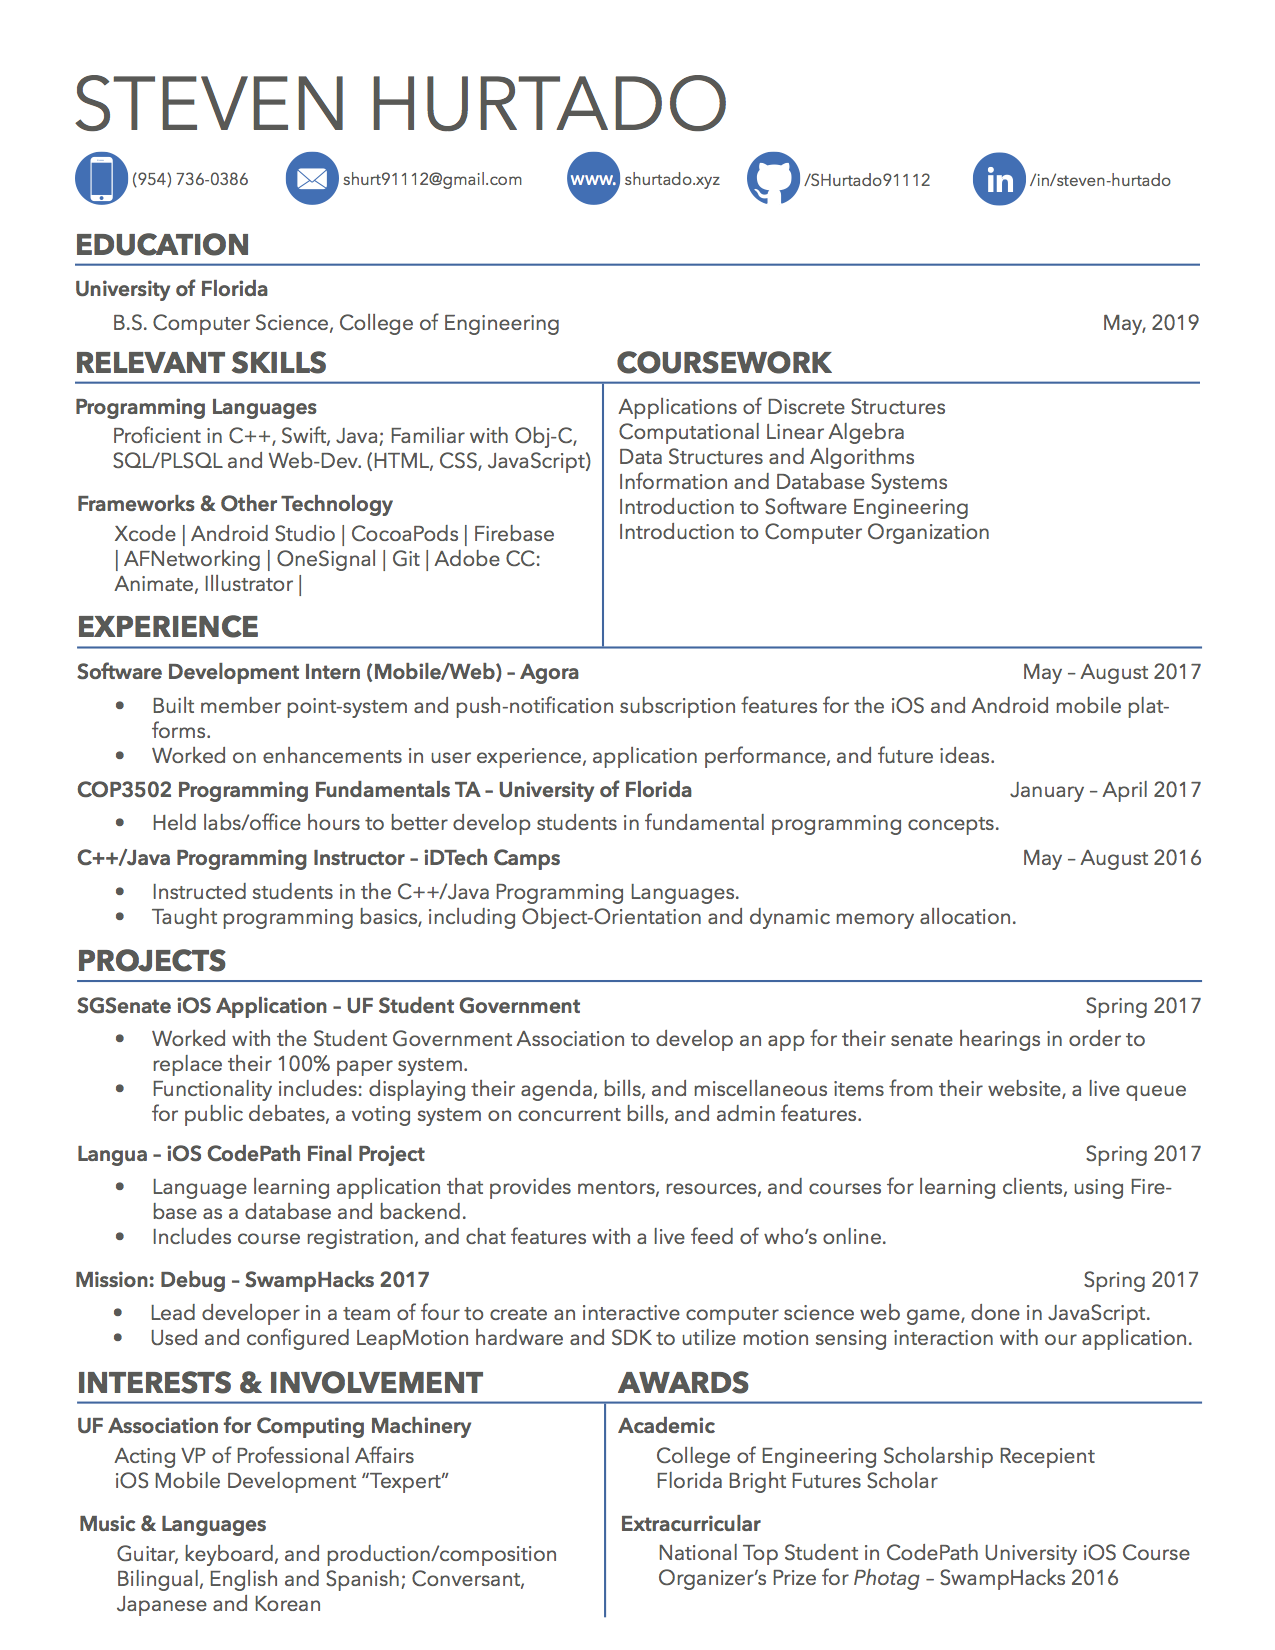 STEVEN HURTADO
(954) 736-0386 shurt91112@gmail.com www. shurtado.xyz /SHurtado91112 in /in/steven-hurtado
EDUCATION
University of Florida
B.S. Computer Science, College of Engineering May, 2019
RELEVANT SKILLS
Programming Languages
Proficient in C++, Swift, Java; Familiar with Obj-C,
SQL/PLSQL and Web-Dev. (HTML, CSS, JavaScript)
Frameworks & Other Technology
Xcode | Android Studio | CocoaPods | Firebase
| AFNetworking | OneSignal | Git | Adobe CC:
Animate, Illustrator |
COURSEWORK
Applications of Discrete Structures
Computational Linear Algebra
Data Structures and Algorithms
Information and Database Systems
Introduction to Software Engineering
Introduction to Computer Organization
EXPERIENCE
Software Development Intern (Mobile/Web) – Agora May – August 2017
• Built member point-system and push-notification subscription features for the iOS and Android mobile plat-
forms.
• Worked on enhancements in user experience, application performance, and future ideas.
COP3502 Programming Fundamentals TA – University of Florida January – April 2017
• Held labs/office hours to better develop students in fundamental programming concepts.
C++/Java Programming Instructor – iDTech Camps May – August 2016
• Instructed students in the C++/Java Programming Languages.
• Taught programming basics, including Object-Orientation and dynamic memory allocation.
PROJECTS
SGSenate iOS Application – UF Student Government Spring 2017
• Worked with the Student Government Association to develop an app for their senate hearings in order to
replace their 100% paper system.
• Functionality includes: displaying their agenda, bills, and miscellaneous items from their website, a live queue
for public debates, a voting system on concurrent bills, and admin features.
Langua – iOS CodePath Final Project Spring 2017
• Language learning application that provides mentors, resources, and courses for learning clients, using Fire-
base as a database and backend.
• Includes course registration, and chat features with a live feed of who's online.
Mission: Debug – SwampHacks 2017 Spring 2017
• Lead developer in a team of four to create an interactive computer science web game, done in JavaScript.
• Used and configured LeapMotion hardware and SDK to utilize motion sensing interaction with our application.
INTERESTS & INVOLVEMENT
UF Association for Computing Machinery
Acting VP of Professional Affairs
iOS Mobile Development “Texpert”
Music & Languages
Guitar, keyboard, and production/composition
Bilingual, English and Spanish; Conversant,
Japanese and Korean
AWARDS
Academic
College of Engineering Scholarship Recepient
Florida Bright Futures Scholar
Extracurricular
National Top Student in CodePath University iOS Course
Organizer's Prize for Photag – SwampHacks 2016